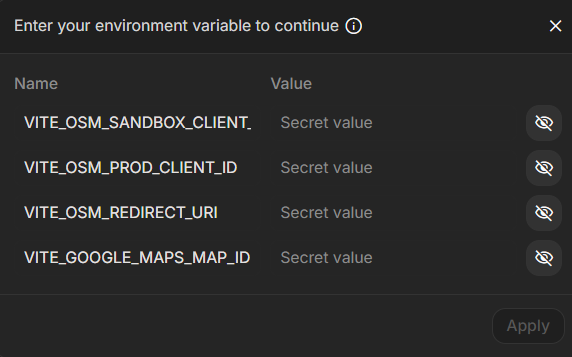 Enter your environment variable to continue
Name Value
VITE_OSM_SANDBOX_CLIENT_ Secret value
VITE_OSM_PROD_CLIENT_ID Secret value
VITE_OSM_REDIRECT_URI Secret value
VITE_GOOGLE_MAPS_MAP_ID Secret value
Apply